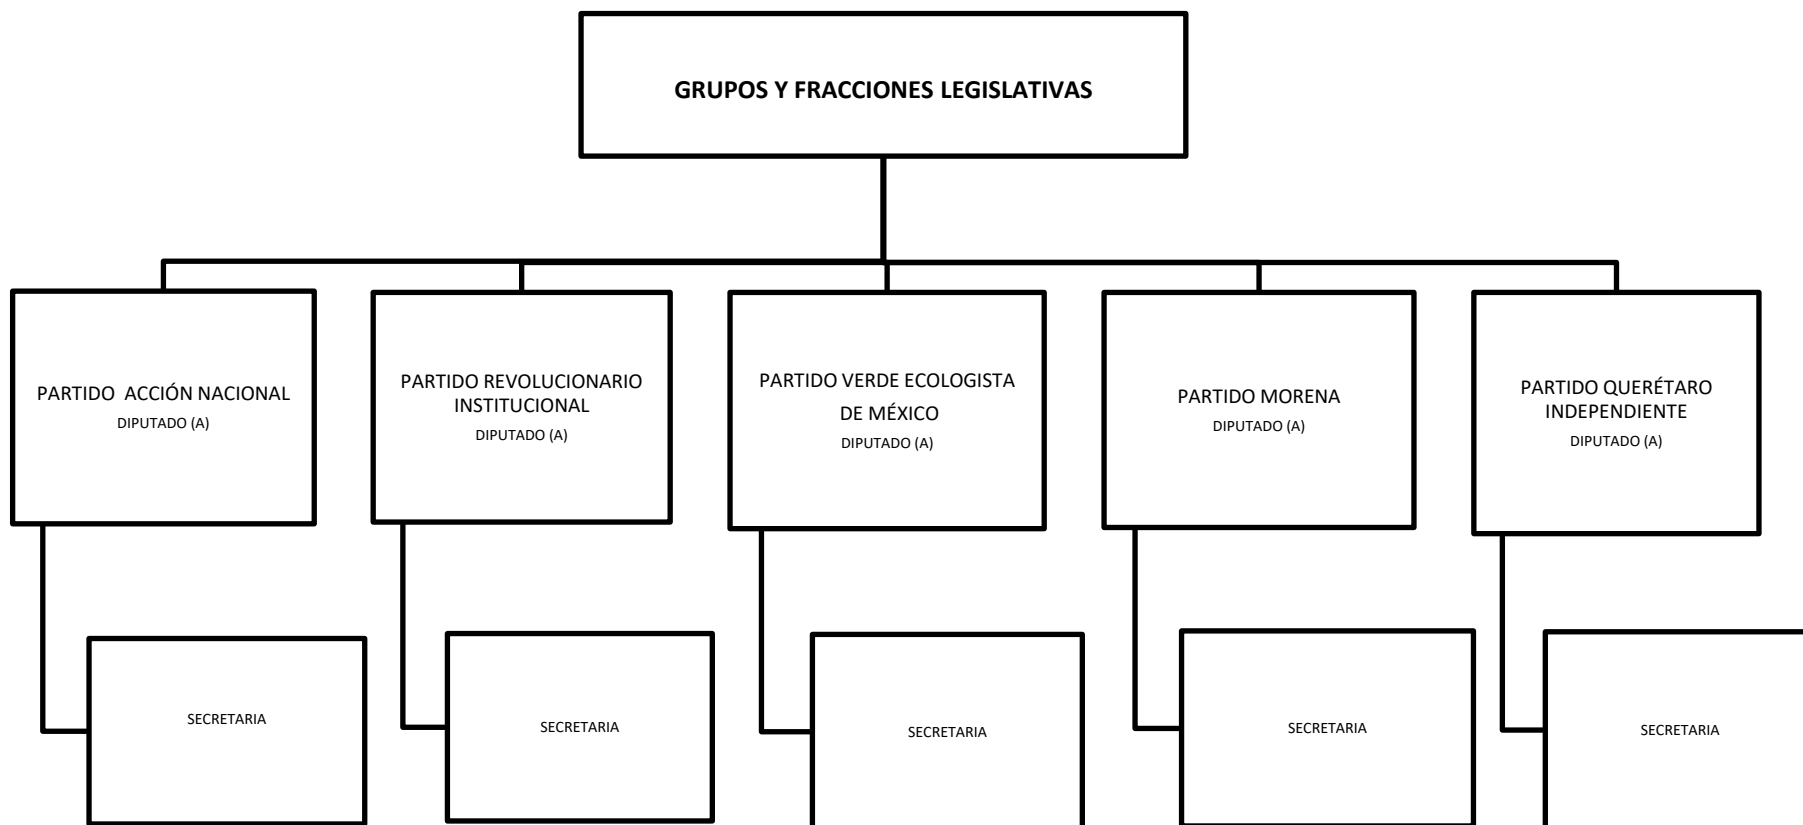 GRUPOS Y FRACCIONES LEGISLATIVAS
PARTIDO ACCIÓN NACIONAL
DIPUTADO (A)
PARTIDO REVOLUCIONARIO
INSTITUCIONAL
DIPUTADO (A)
PARTIDO VERDE ECOLOGISTA
DE MÉXICO
DIPUTADO (A)
PARTIDO MORENA
DIPUTADO (A)
PARTIDO QUERÉTARO
INDEPENDIENTE
DIPUTADO (A)
SECRETARIA
SECRETARIA
SECRETARIA
SECRETARIA
SECRETARIA